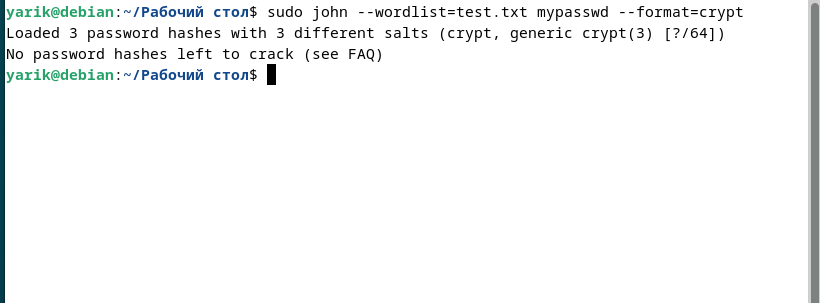 yarik@debian:~/Рабочий стол$ sudo john --wordlist=test.txt mypasswd --format=crypt
Loaded 3 password hashes with 3 different salts (crypt, generic crypt(3) [?/64])
No password hashes left to crack (see FAQ)
yarik@debian:~/Рабочий стол$